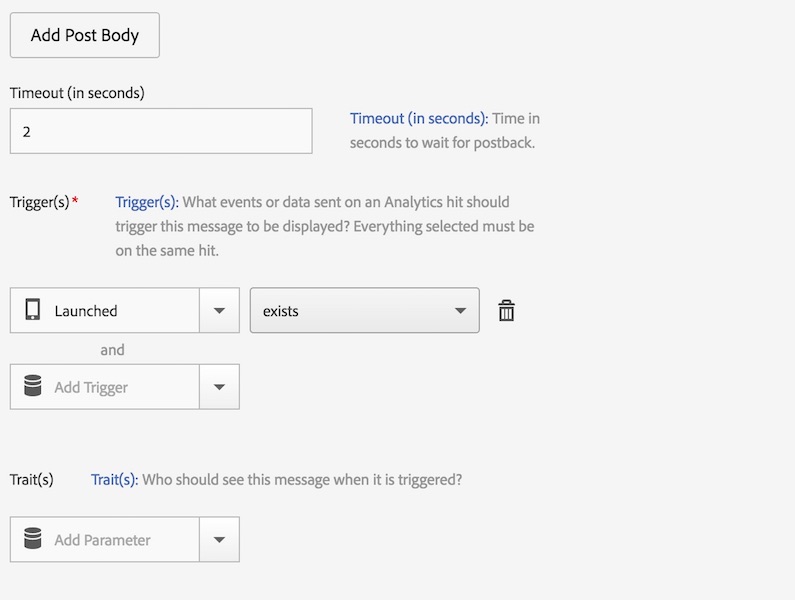 Add Post Body
Timeout (in seconds)
2
Timeout (in seconds): Time in
seconds to wait for postback.
Trigger(s)*
Trigger(s): What events or data sent on an Analytics hit should
trigger this message to be displayed? Everything selected must be
on the same hit.
Launched
exists
and
Add Trigger
Trait(s)
Trait(s): Who should see this message when it is triggered?
Add Parameter